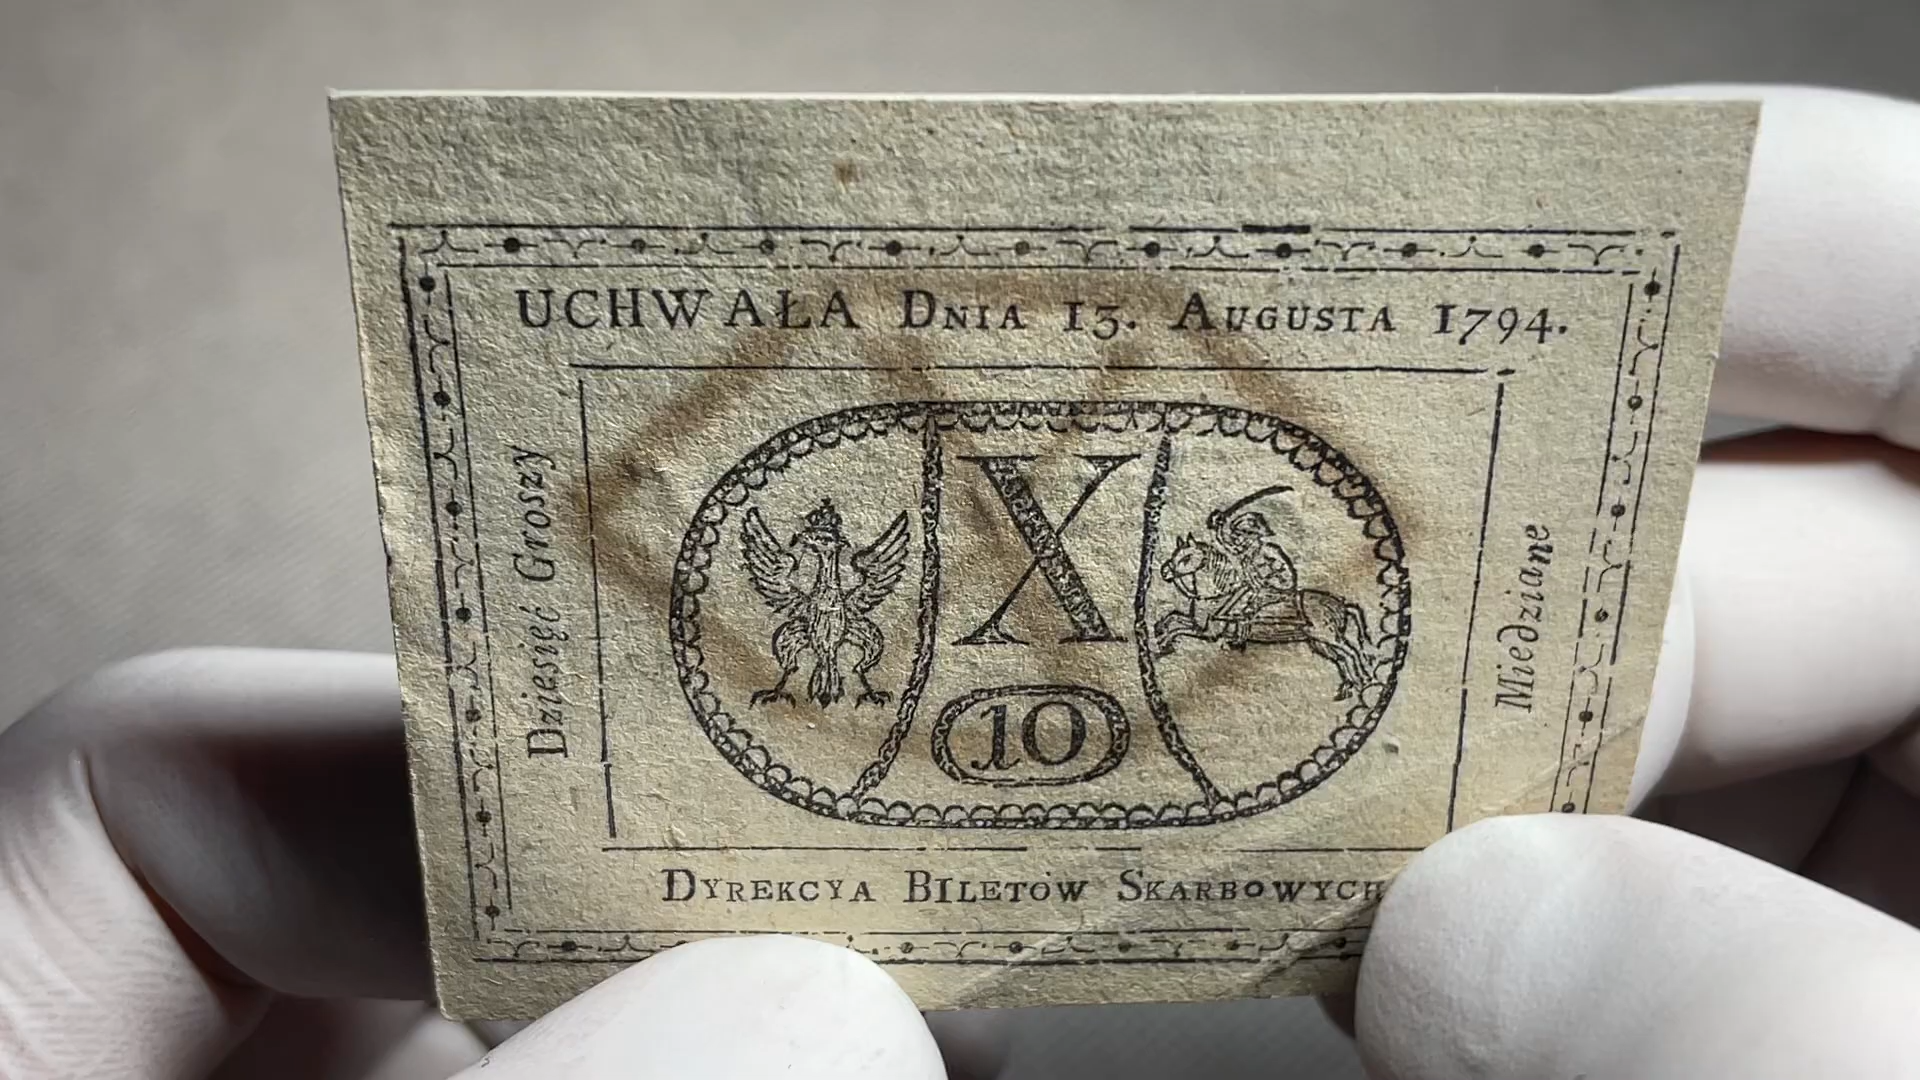 UCHWAŁA DNIA 13. AUGUSTA 1794.
Dziesięć Groszy
X
10
Miedziane
DYREKCYA BILETÓW SKARBOWYCH